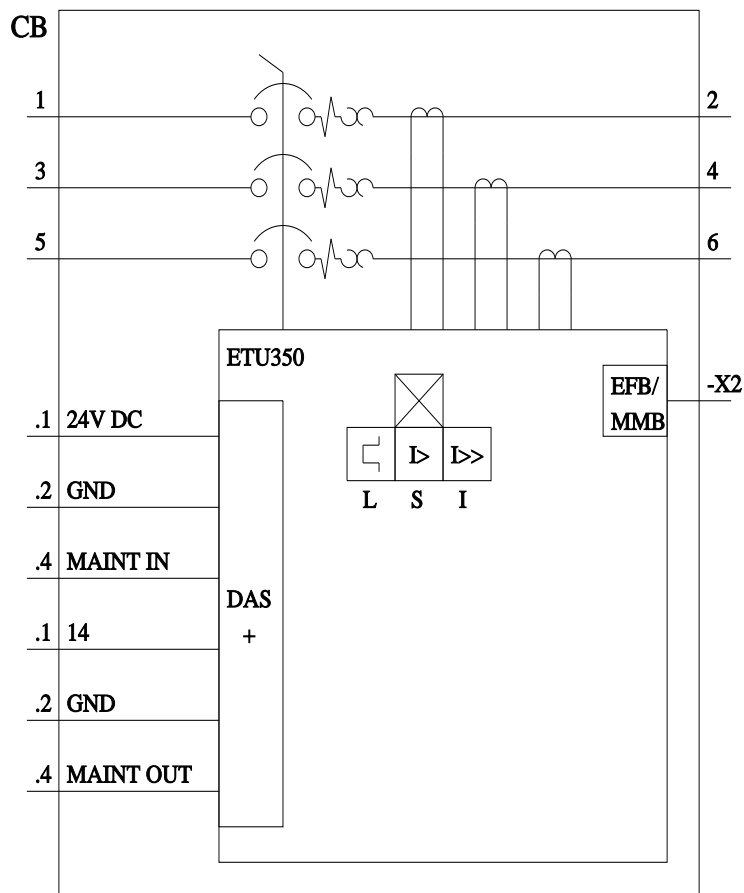 CB
1
2
3
4
5
6
ETU350
EFB/
MMB
-X2
.1 24V DC
I> I>>
L S I
.2 GND
.4 MAINT IN
DAS
+
.1 14
.2 GND
.4 MAINT OUT